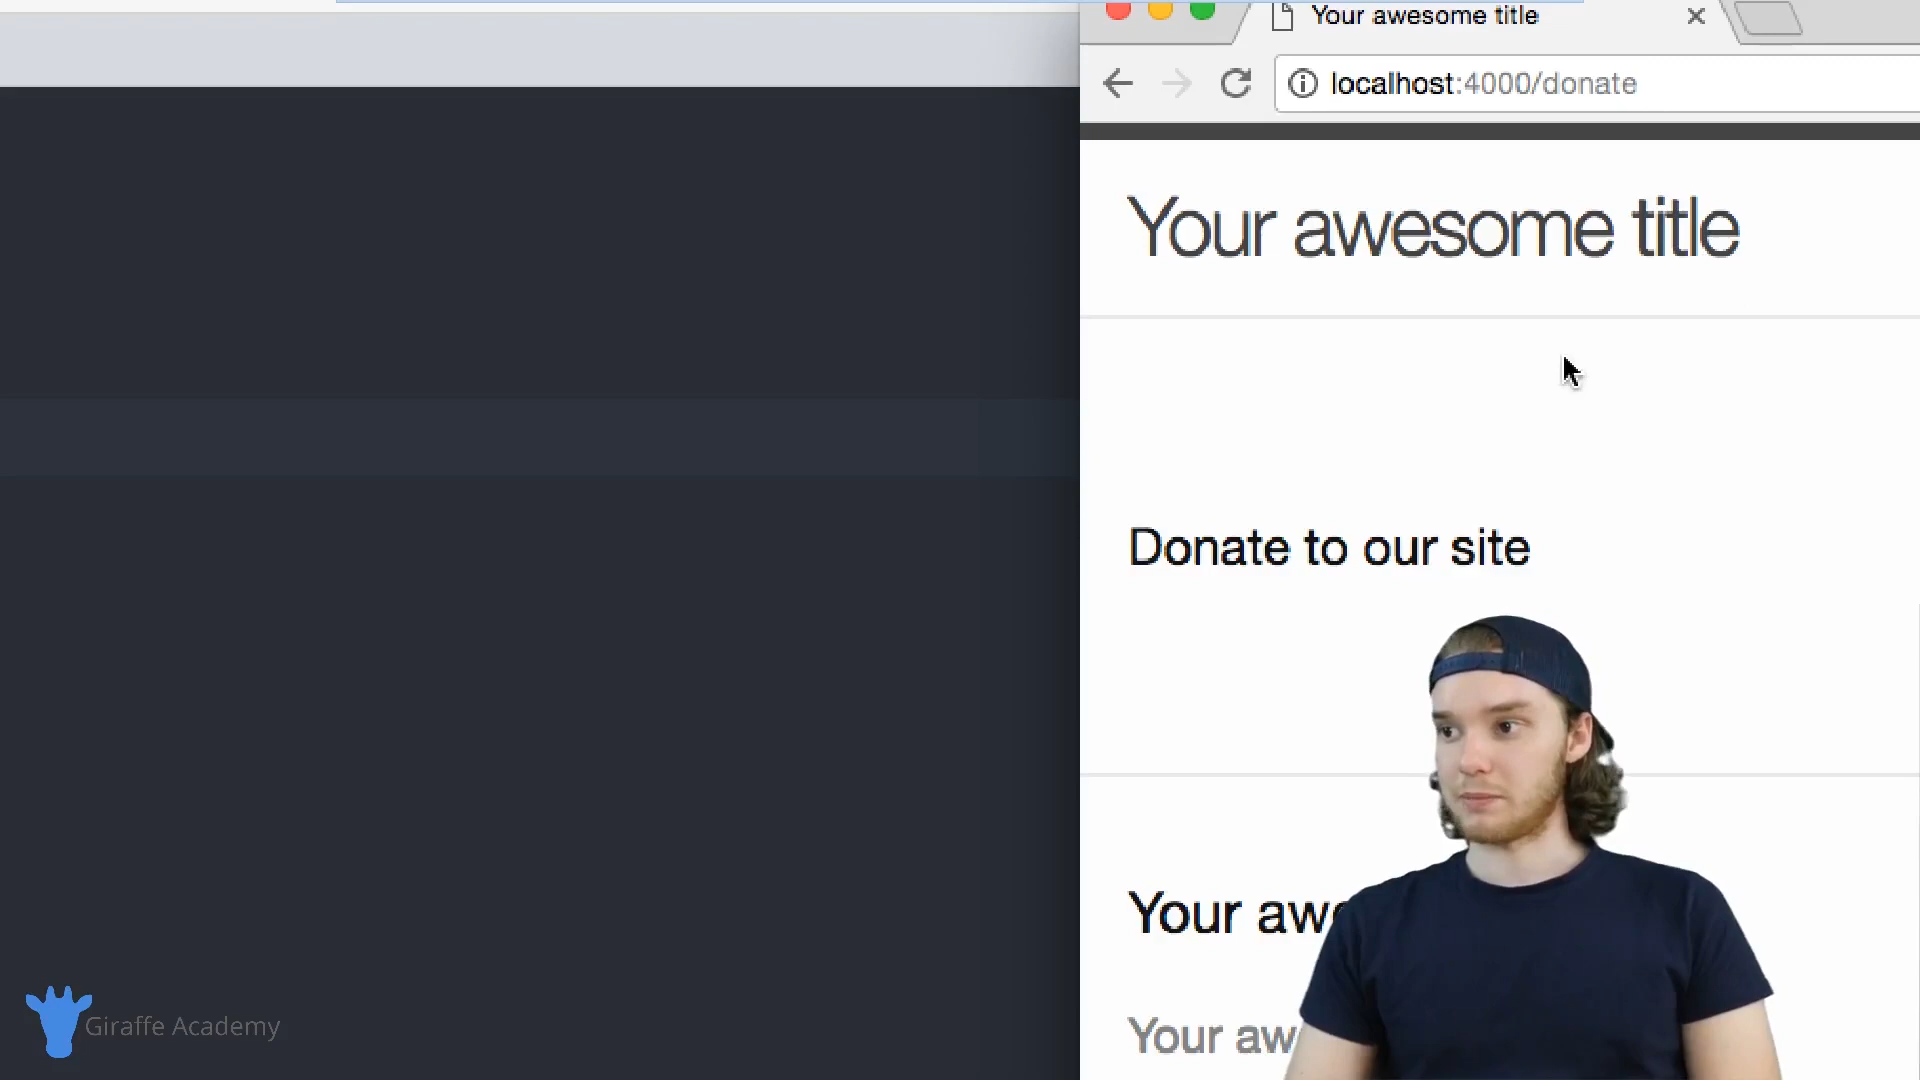 Your awesome title
localhost:4000/donate
Your awesome title
Donate to our site
Your aw
Your aw
Giraffe Academy